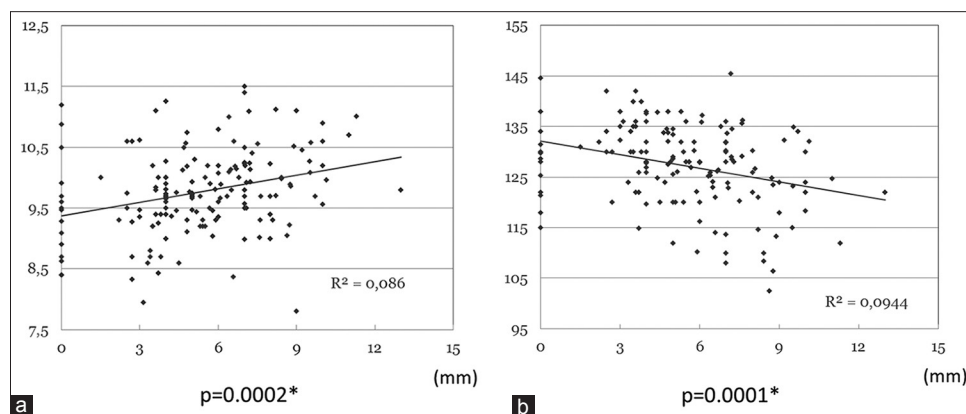 12,5
11,5
10,5
9,5
8,5
7,5
0 3 6 9 12 15
R² = 0,086
(mm)
p=0.0002*
a
155
145
135
125
115
105
95
0 3 6 9 12 15
R² = 0,0944
(mm)
p=0.0001*
b